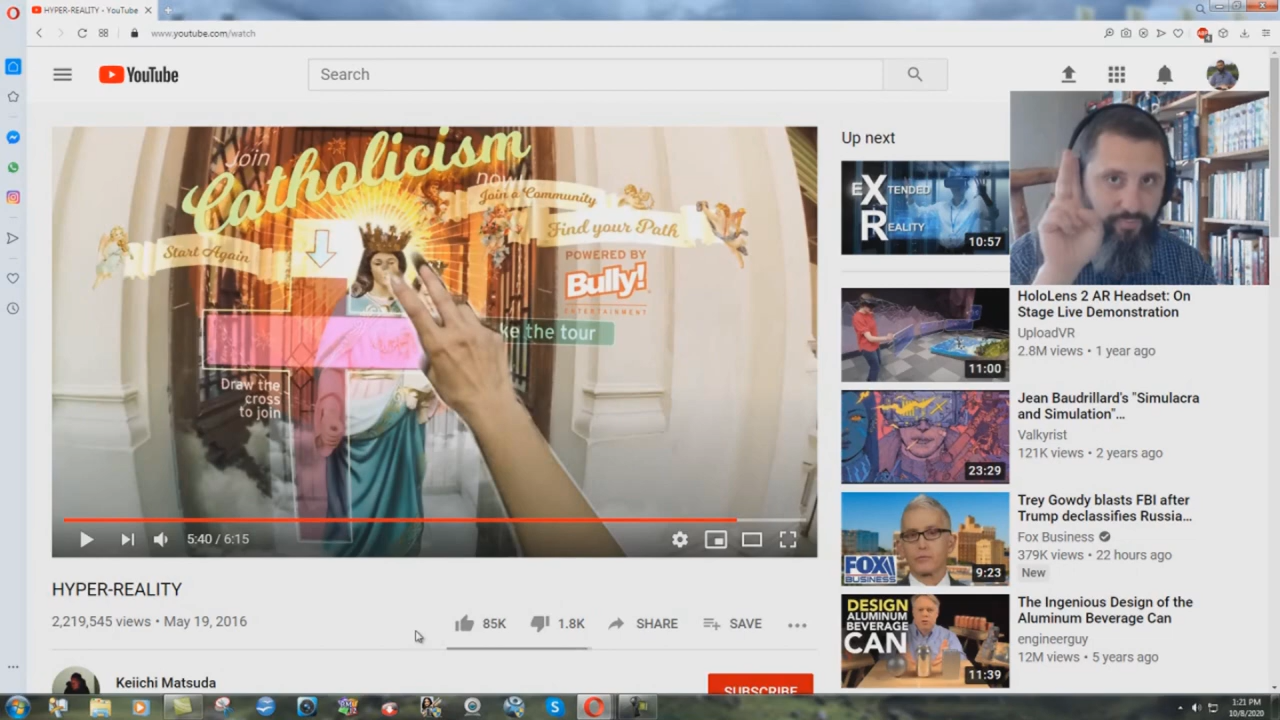 HYPER-REALITY - YouTube
www.youtube.com/watch
YouTube
Search
Join
Catholicism
now!
Join a Community
Find your Path
Start Again
POWERED BY
Bully!
ENTERTAINMENT
ke the tour
Draw the
cross
to join
5:40 / 6:15
HYPER-REALITY
2,219,545 views • May 19, 2016
85K
1.8K
SHARE
SAVE
Keiichi Matsuda
SUBSCRIBE
Up next
EXTENDED
REALITY
10:57
HoloLens 2 AR Headset: On
Stage Live Demonstration
UploadVR
2.8M views • 1 year ago
11:00
Jean Baudrillard's "Simulacra
and Simulation"...
Valkyrist
121K views • 2 years ago
23:29
Trey Gowdy blasts FBI after
Trump declassifies Russia...
Fox Business
379K views • 22 hours ago
New
FOX
BUSINESS
9:23
The Ingenious Design of the
Aluminum Beverage Can
engineerguy
12M views • 5 years ago
DESIGN
ALUMINUM
BEVERAGE
CAN
11:39
1:21 PM
10/8/2020